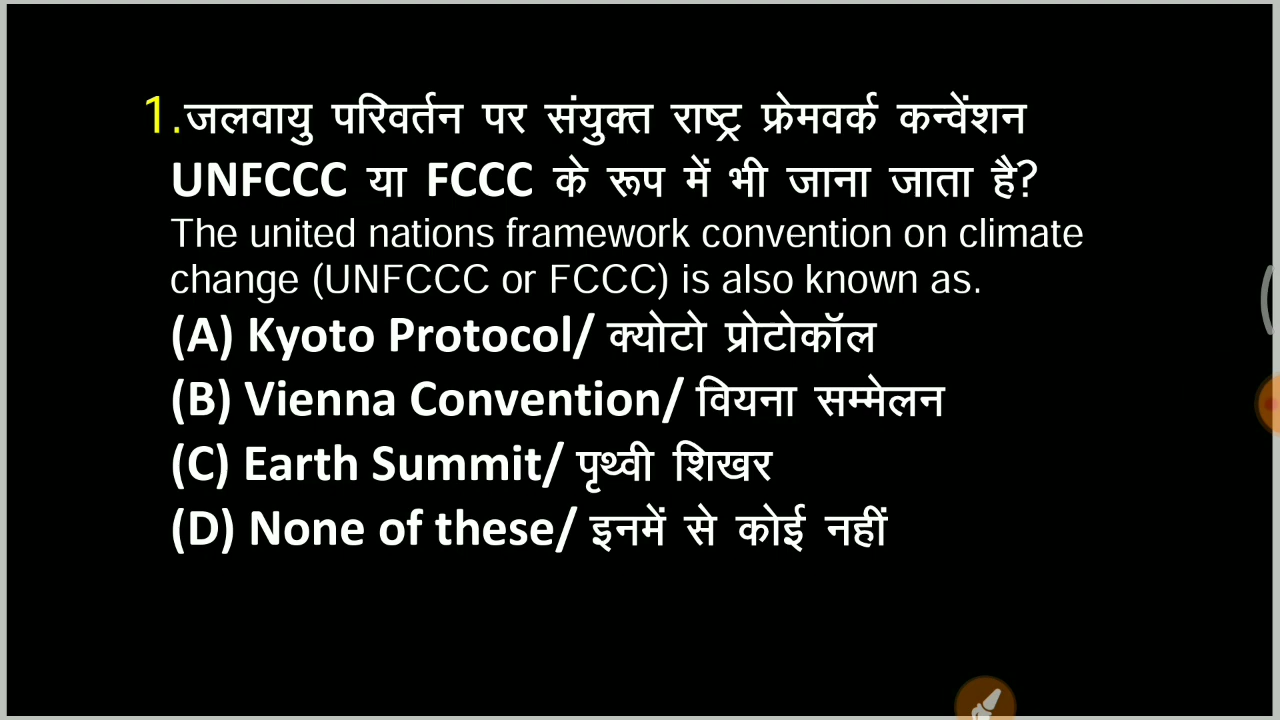 1.जलवायु परिवर्तन पर संयुक्त राष्ट्र फ्रेमवर्क कन्वेंशन
UNFCCC या FCCC के रूप में भी जाना जाता है?
The united nations framework convention on climate
change (UNFCCC or FCCC) is also known as.
(A) Kyoto Protocol/ क्योटो प्रोटोकॉल
(B) Vienna Convention/ वियना सम्मेलन
(C) Earth Summit/ पृथ्वी शिखर
(D) None of these/ इनमें से कोई नहीं